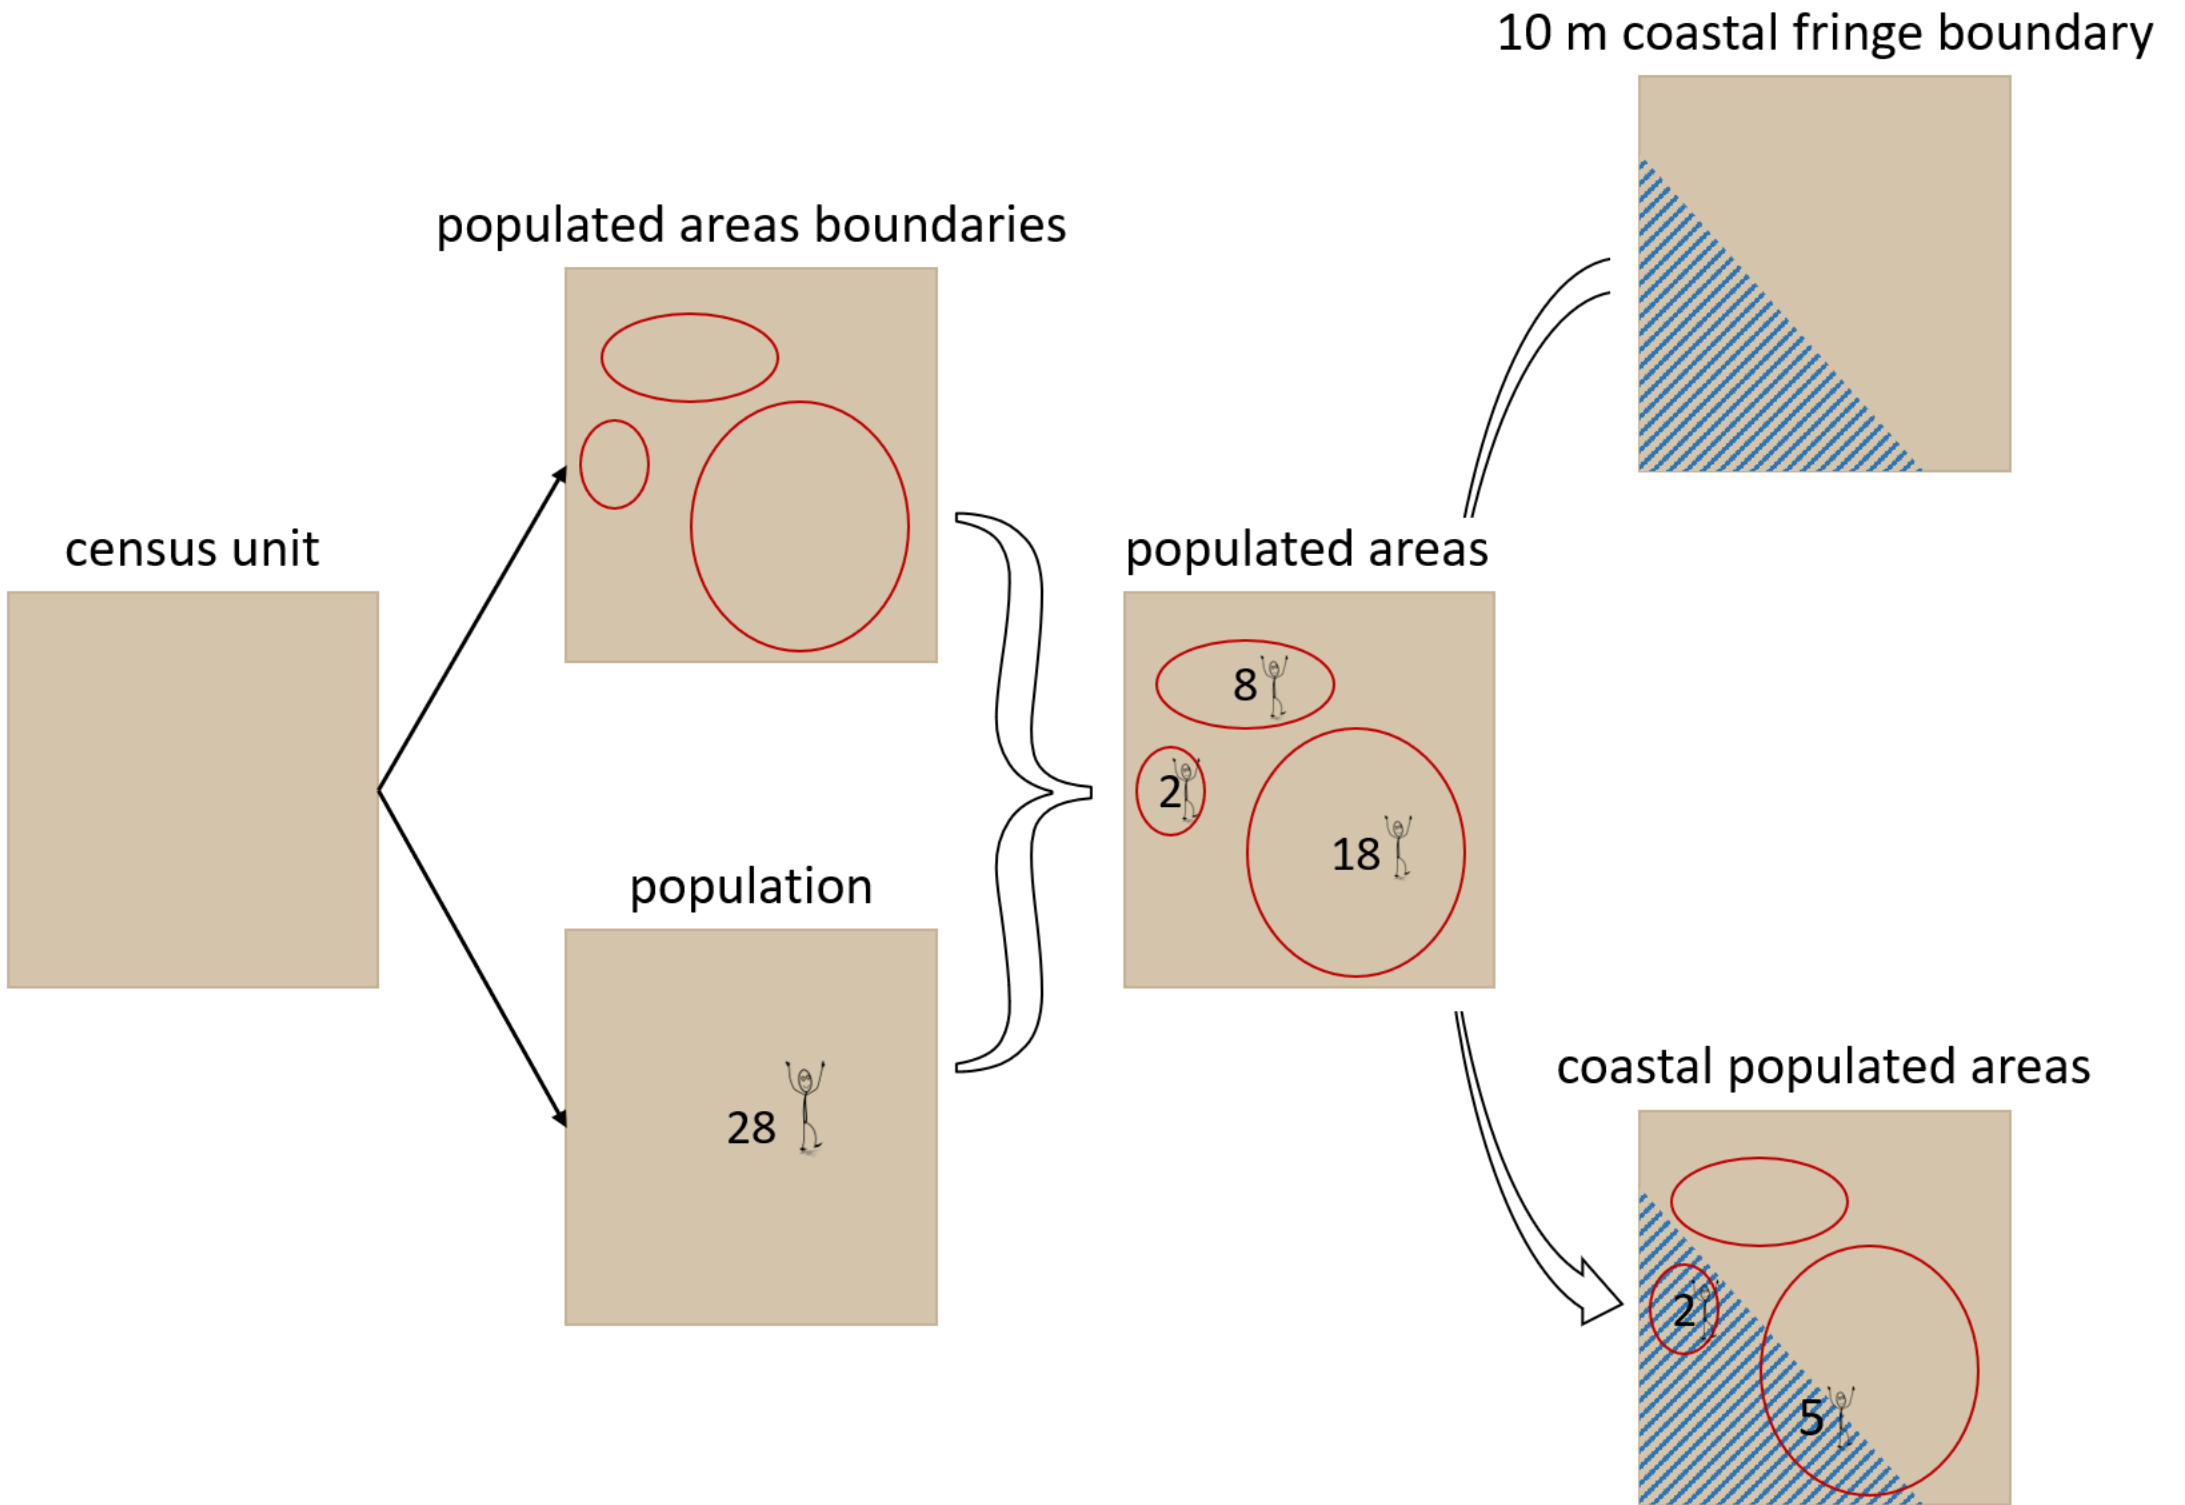 10 m coastal fringe boundary
populated areas boundaries
census unit
populated areas
8
2
18
population
28
coastal populated areas
2
5